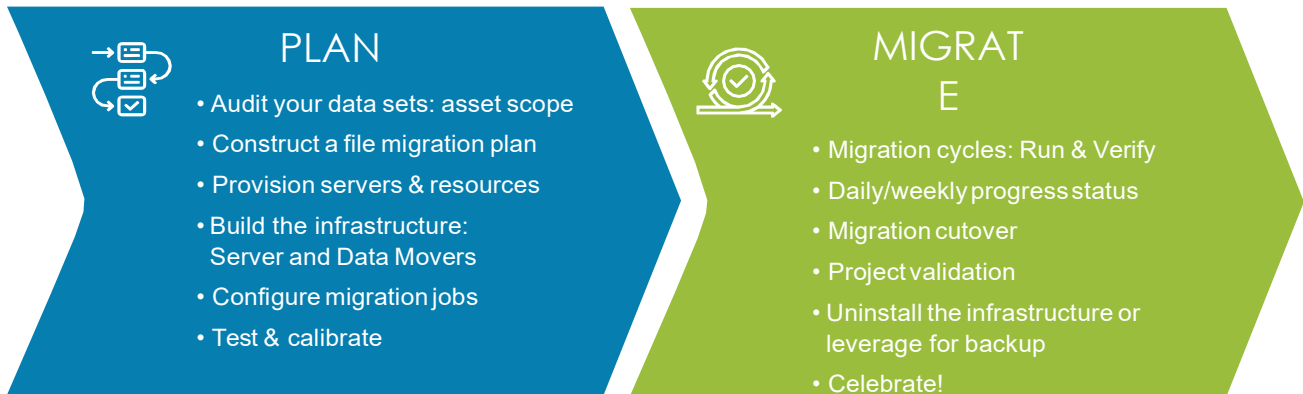 PLAN
• Audit your data sets: asset scope
• Construct a file migration plan
• Provision servers & resources
• Build the infrastructure:
Server and Data Movers
• Configure migration jobs
• Test & calibrate
MIGRAT
E
• Migration cycles: Run & Verify
• Daily/weekly progress status
• Migration cutover
• Project validation
• Uninstall the infrastructure or
leverage for backup
• Celebrate!